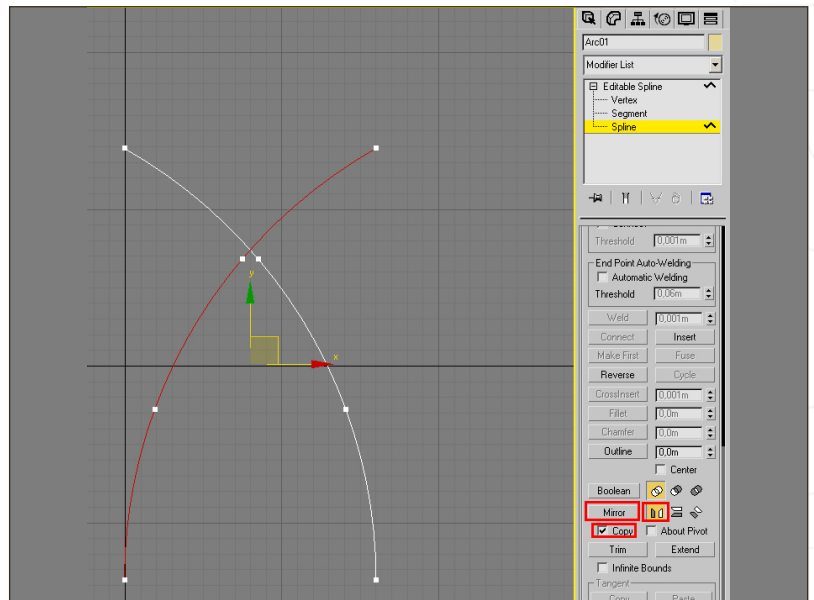 Arc01
Modifier List
Editable Spline
Vertex
Segment
Spline
Threshold 0,001m
End Point Auto-Welding
Automatic Welding
Threshold 0,06m
Weld 0,001m
Connect Insert
Make First Fuse
Reverse Cycle
CrossInsert 0,001m
Fillet 0,0m
Chamfer 0,0m
Outline 0,0m
Center
Boolean
Mirror
Copy About Pivot
Trim Extend
Infinite Bounds
Tangent
Copy Paste
y
x
x